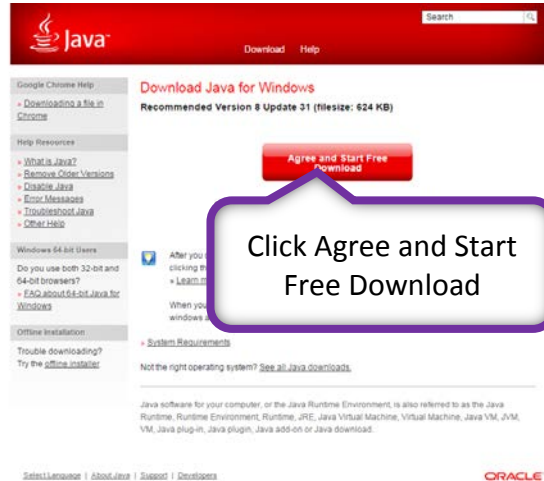 Search
Java
Download Help
Google Chrome Help
» Downloading a file in
Chrome
Help Resources
» What is Java?
» Remove Older Versions
» Disable Java
» Error Messages
» Troubleshoot Java
» Other Help
Windows 64-bit Users
Do you use both 32-bit and
64-bit browsers?
» FAQ about 64-bit Java for
Windows
Offline Installation
Trouble downloading?
Try the offline installer
Download Java for Windows
Recommended Version 8 Update 31 (filesize: 624 KB)
Agree and Start Free
Download
Click Agree and Start
Free Download
After you
clicking th
» Learn m
When you
windows a
» System Requirements
Not the right operating system? See all Java downloads.
Java software for your computer, or the Java Runtime Environment, is also referred to as the Java
Runtime, Runtime Environment, Runtime, JRE, Java Virtual Machine, Virtual Machine, Java VM, JVM,
VM, Java plug-in, Java plugin, Java add-on or Java download.
Select Language | About Java | Support | Developers
ORACLE